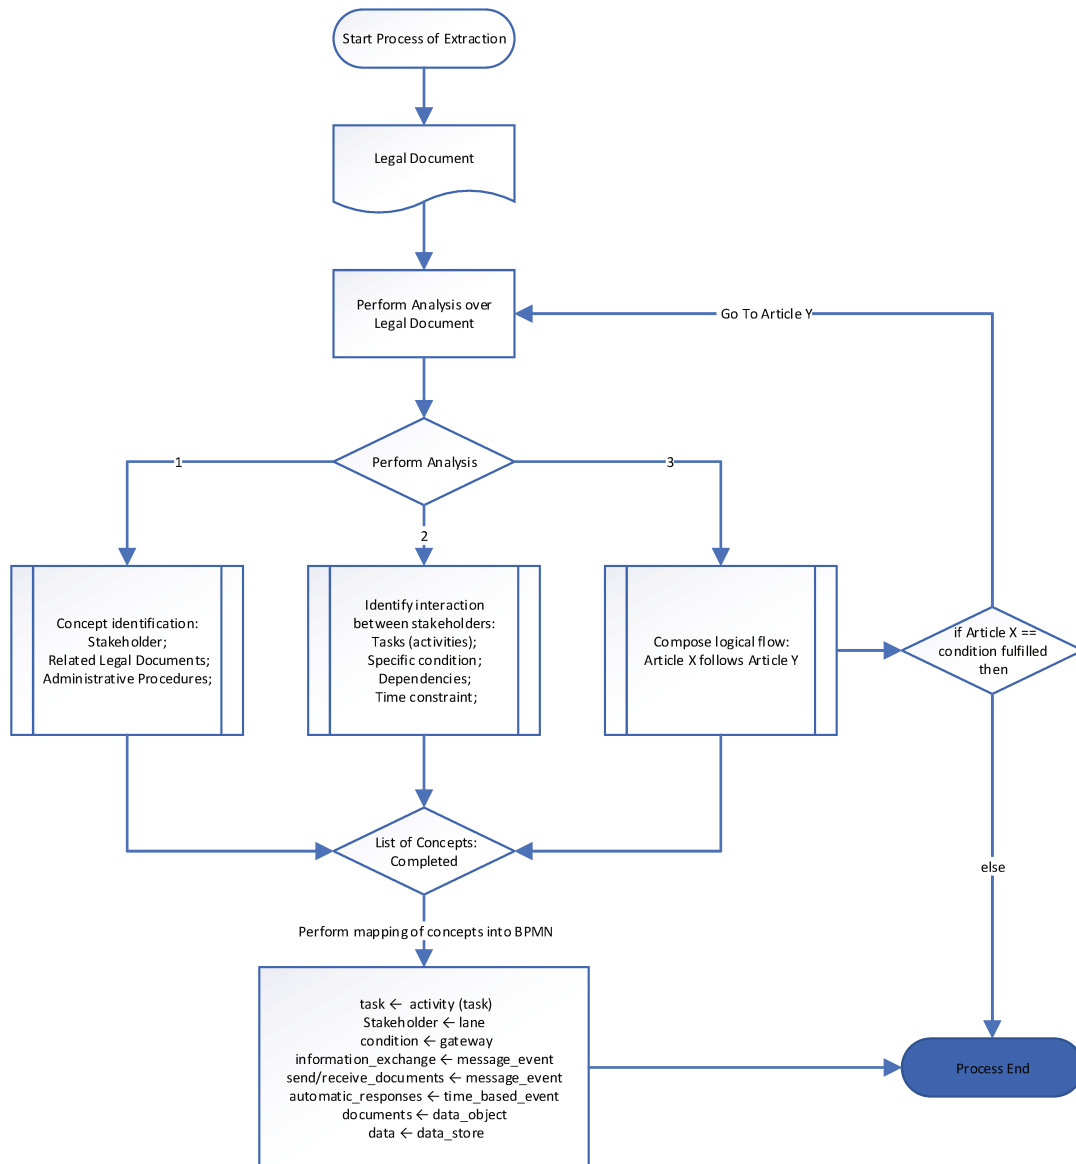 Start Process of Extraction
Legal Document
Perform Analysis over
Legal Document
Go To Article Y
Perform Analysis
1
3
2
Concept identification:
Stakeholder;
Related Legal Documents;
Administrative Procedures;
Identify interaction
between stakeholders:
Tasks (activities);
Specific condition;
Dependencies;
Time constraint;
Compose logical flow:
Article X follows Article Y
if Article X ==
condition fulfilled
then
List of Concepts:
Completed
else
Perform mapping of concepts into BPMN
task ← activity (task)
Stakeholder ← lane
condition ← gateway
information_exchange ← message_event
send/receive_documents ← message_event
automatic_responses ← time_based_event
documents ← data_object
data ← data_store
Process End